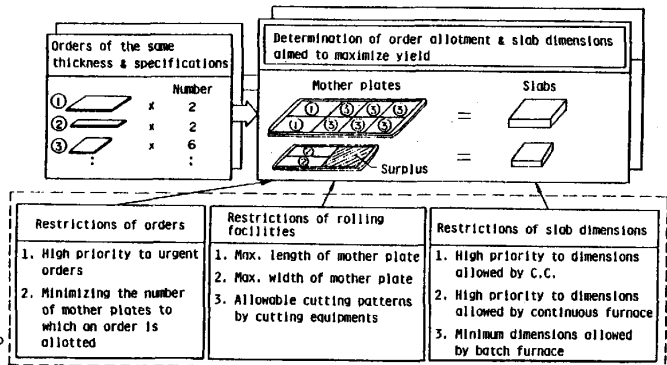 Orders of the same
thickness & specifications
Number
① x 2
② x 2
③ x 6
Determination of order allotment & slab dimensions
aimed to maximize yield
Mother plates
Slabs
① ③ ③ ③
① ③ ③ ③
=
②
②
Surplus
=
Restrictions of orders
1. High priority to urgent
orders
2. Minimizing the number
of mother plates to
which an order is
allotted
Restrictions of rolling
facilities
1. Max. length of mother plate
2. Max. width of mother plate
3. Allowable cutting patterns
by cutting equipments
Restrictions of slab dimensions
1. High priority to dimensions
allowed by C.C.
2. High priority to dimensions
allowed by continuous furnace
3. Minimum dimensions allowed
by batch furnace